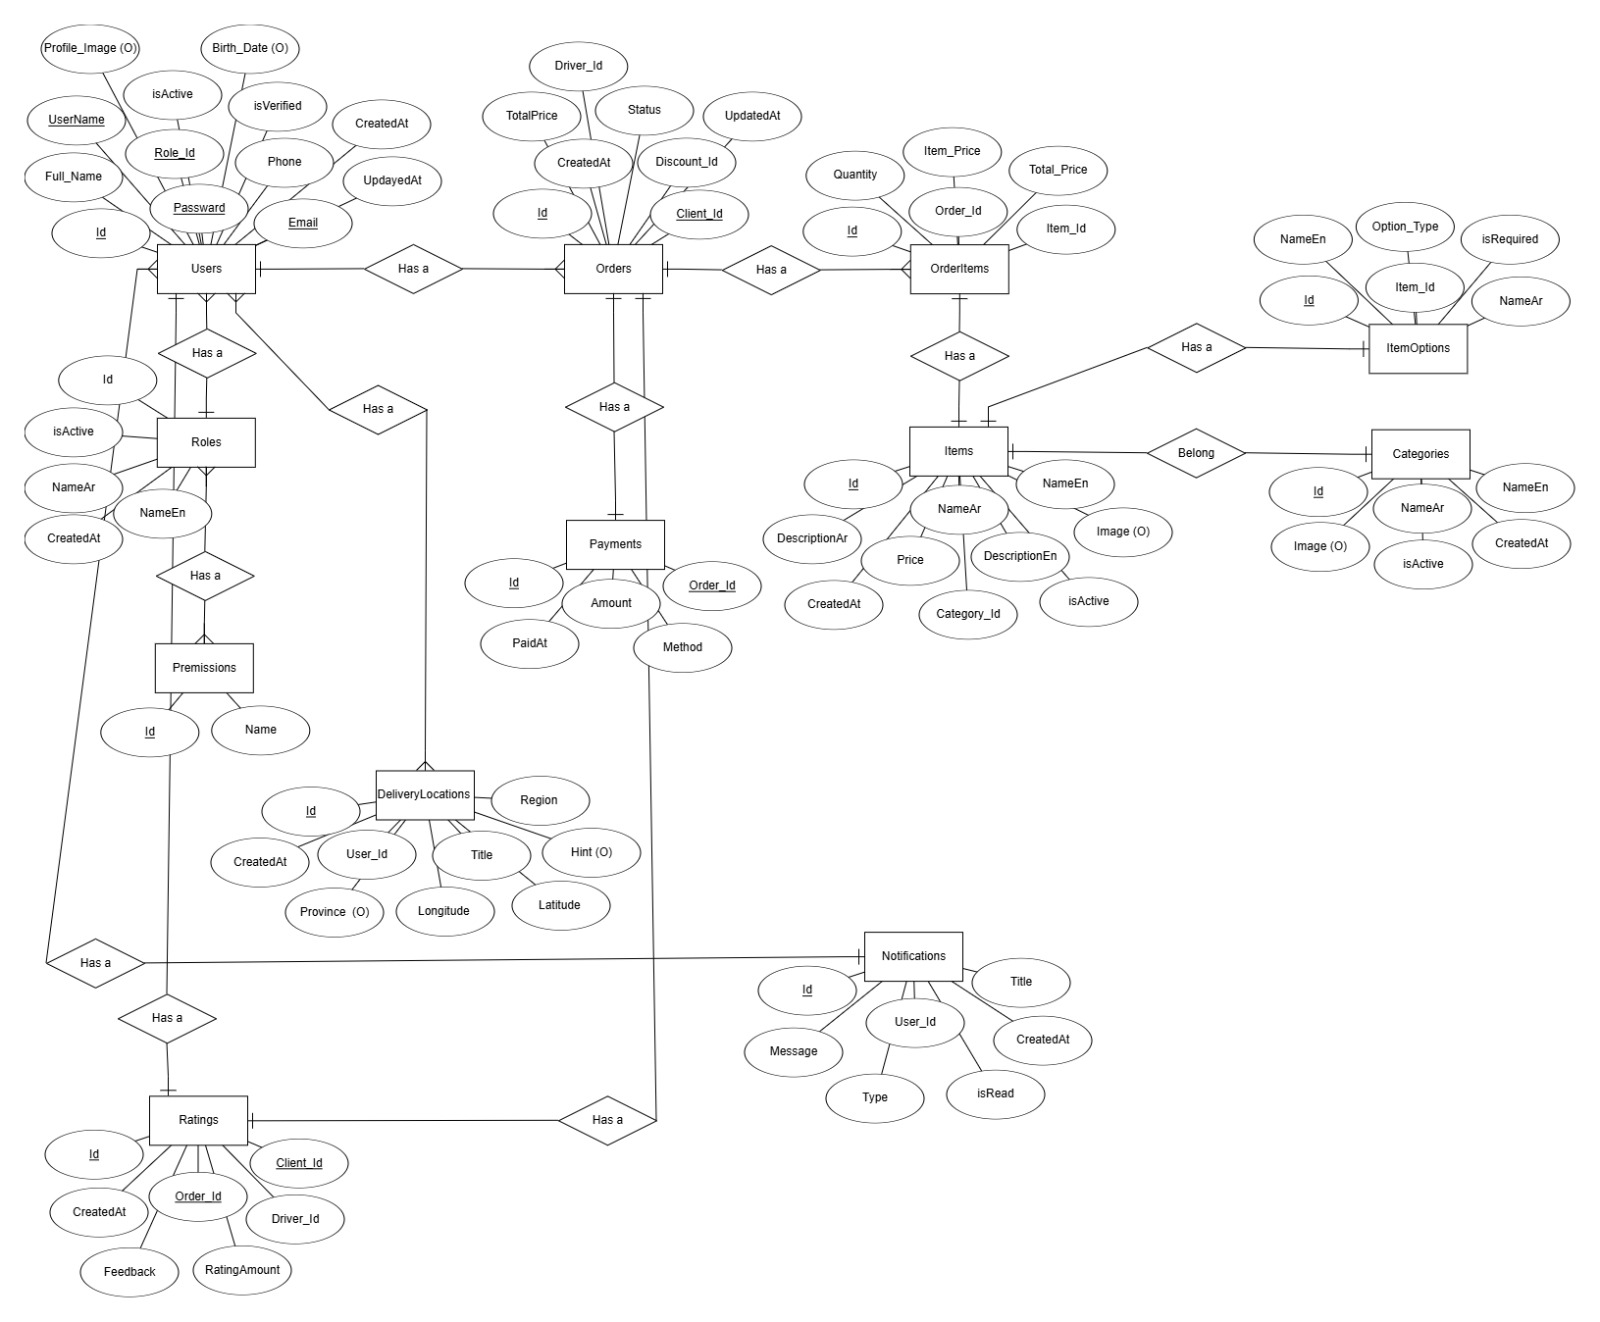 Profile_Image (O)
Birth_Date (O)
isActive
isVerified
UserName
CreatedAt
Role_Id
Phone
Full_Name
UpdayedAt
Passward
Email
Id
Users
Has a
Driver_Id
TotalPrice
Status
UpdatedAt
CreatedAt
Discount_Id
Id
Client_Id
Orders
Has a
Item_Price
Quantity
Total_Price
Order_Id
Id
Item_Id
OrderItems
Option_Type
NameEn
isRequired
Item_Id
Id
NameAr
ItemOptions
Has a
Has a
Has a
Id
isActive
Roles
NameAr
NameEn
CreatedAt
Has a
Has a
Has a
Premissions
Id
Name
Payments
Id
Order_Id
Amount
PaidAt
Method
Items
Belong
Categories
Id
NameEn
NameAr
Image (O)
DescriptionAr
Price
DescriptionEn
CreatedAt
Category_Id
isActive
Id
NameEn
NameAr
Image (O)
CreatedAt
isActive
DeliveryLocations
Region
Id
User_Id
Title
Hint (O)
CreatedAt
Province  (O)
Longitude
Latitude
Has a
Notifications
Id
Title
User_Id
CreatedAt
Message
Type
isRead
Has a
Ratings
Has a
Id
Client_Id
Order_Id
CreatedAt
Driver_Id
Feedback
RatingAmount